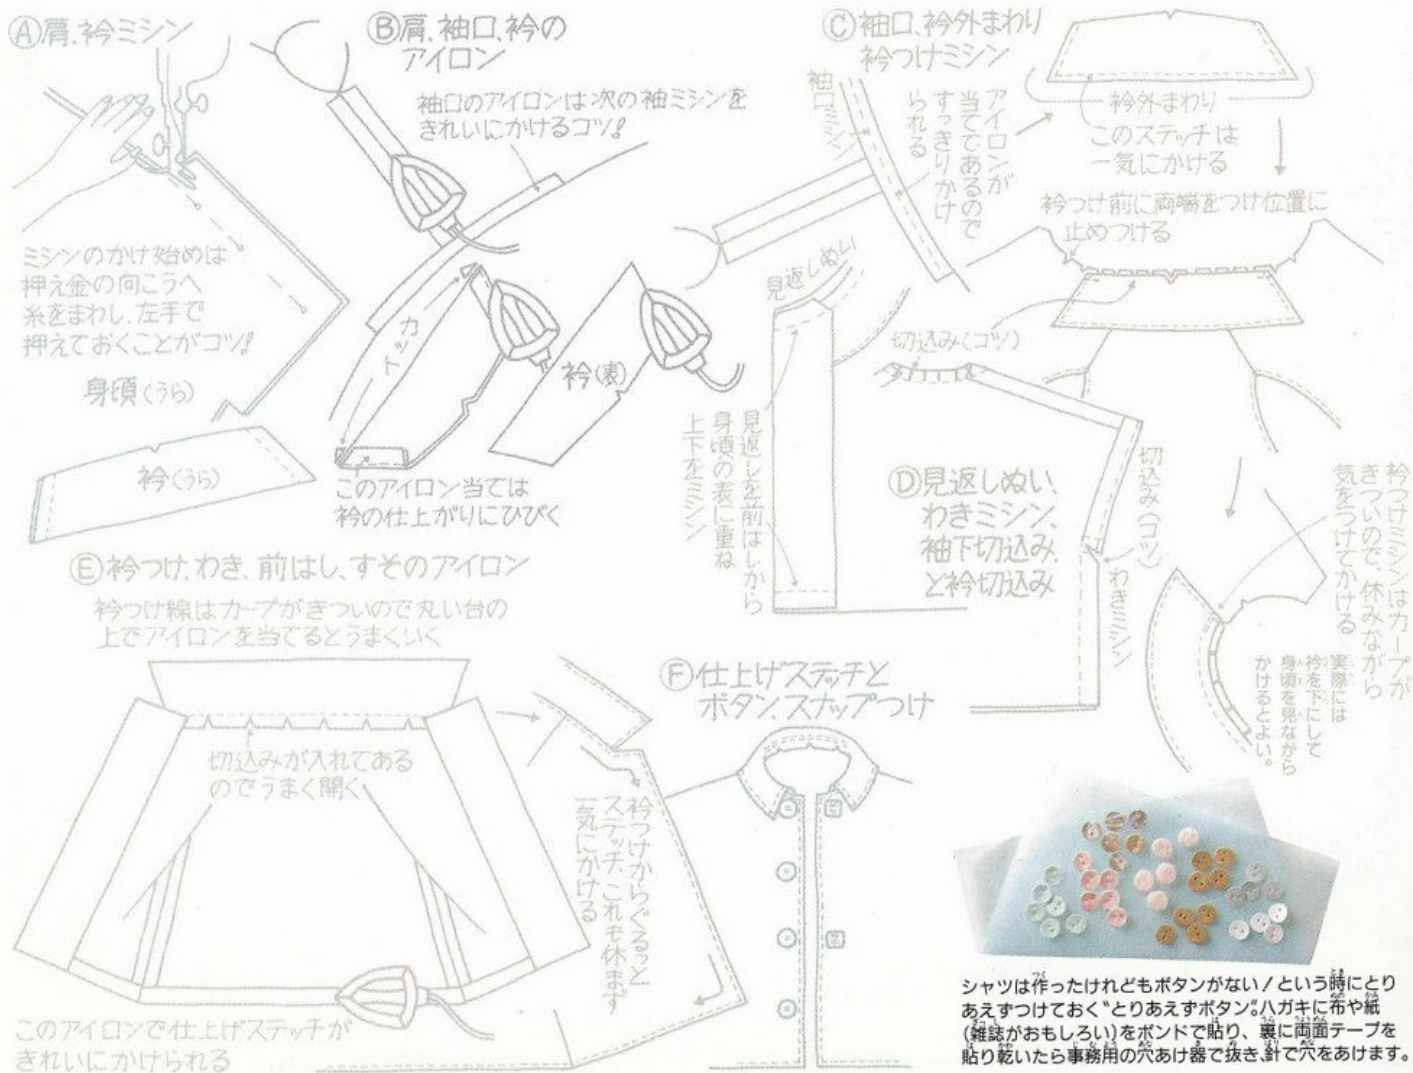 Ⓐ肩、衿ミシン
ミシンのかけ始めは
押え金の向こうへ
糸をまわし、左手で
押えておくことがコツ!
身頃(うら)
衿(うら)
Ⓑ肩、袖口、衿の
アイロン
袖口のアイロンは次の袖ミシンを
きれいにかけるコツ!
カ
イッカ
衿(表)
このアイロン当ては
衿の仕上がりにひびく
Ⓒ袖口、衿外まわり
衿つけミシン
袖口ミシン
アイロンが
当ててあるので
すっきりかけ
られる
衿外まわり
このステッチは
一気にかける
衿つけ前に両端をつけ位置に
止めつける
衿つけミシンはカーブが
きついので、休みながら
気をつけてかける
実際には
衿を下にして
身頃を見ながら
かけるとよい。
見返しぬい
見返しを前はしから
身頃の表に重ね
上下をミシン
切込み(コツ)
Ⓓ見返しぬい、
わきミシン、
袖下切込み
と衿切込み
切込み(コツ)
わきミシン
Ⓔ衿つけ、わき、前はし、すそのアイロン
衿つけ線はカーブがきついので丸い台の
上でアイロンを当てるとうまくいく
切込みが入れてある
のでうまく開く
このアイロンで仕上げステッチが
きれいにかけられる
衿つけからぐるっと
ステッチ、これも休まず
一気にかける
Ⓕ仕上げステッチと
ボタン、スナップつけ
シャツは作ったけれどもボタンがない!という時にとり
あえずつけておく“とりあえずボタン”。ハガキに布や紙
(雑誌がおもしろい)をボンドで貼り、裏に両面テープを
貼り乾いたら事務用の穴あけ器で抜き、針で穴をあけます。